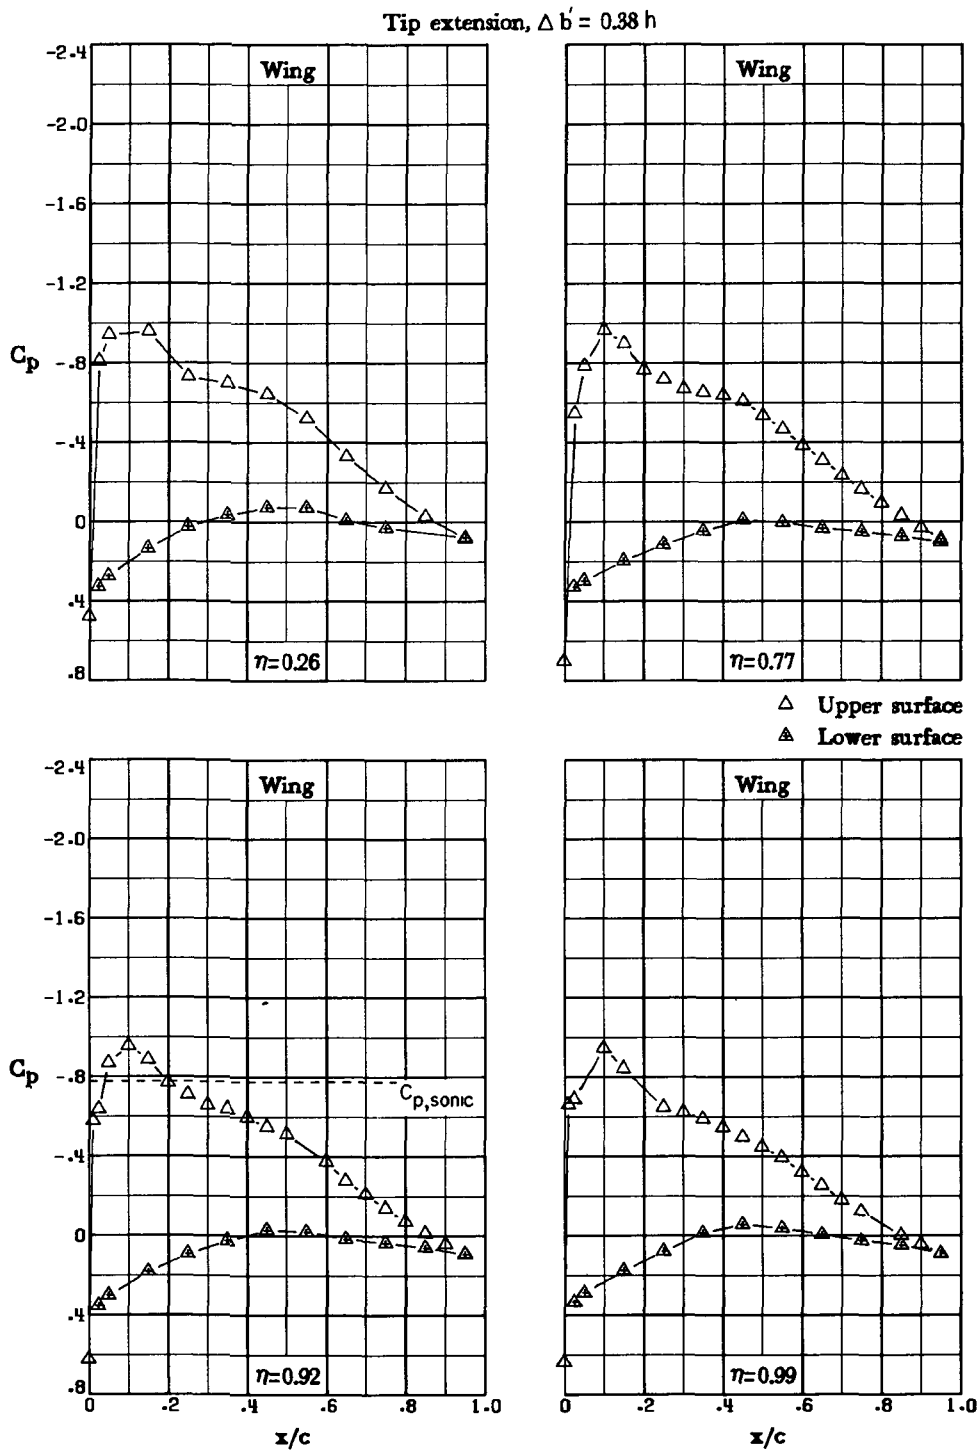 Tip extension, Δ b′ = 0.38 h
Wing
Wing
-2.4
-2.0
-1.6
-1.2
-.8
-.4
0
.4
.8
Cp
η=0.26
η=0.77
△ Upper surface
Lower surface
Wing
Wing
-2.4
-2.0
-1.6
-1.2
-.8
-.4
0
.4
.8
Cp
Cp,sonic
η=0.92
η=0.99
0 .2 .4 .6 .8 1.0
0 .2 .4 .6 .8 1.0
x/c
x/c